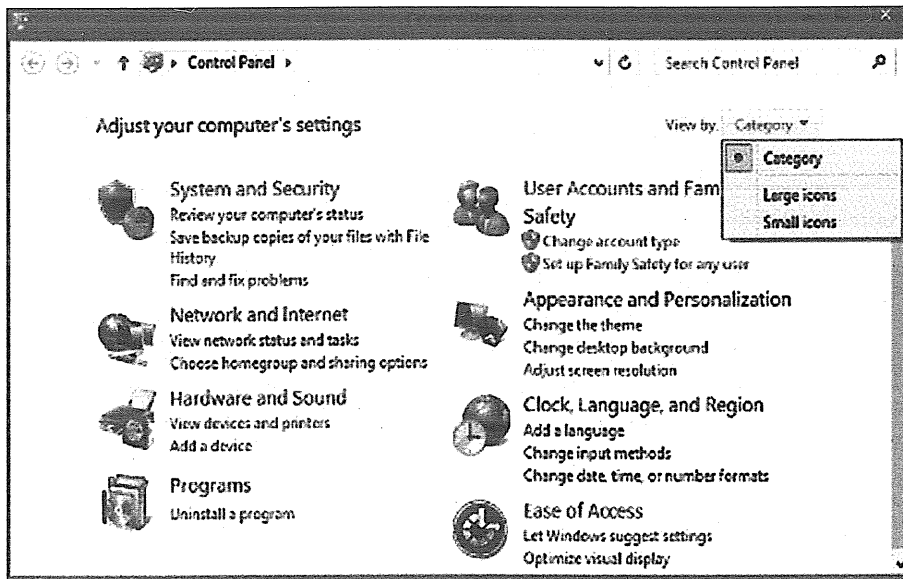 Control Panel
Search Control Panel
Adjust your computer's settings
View by: Category
Category
Large icons
Small icons
System and Security
Review your computer's status
Save backup copies of your files with File
History
Find and fix problems
Network and Internet
View network status and tasks
Choose homegroup and sharing options
Hardware and Sound
View devices and printers
Add a device
Programs
Uninstall a program
User Accounts and Fam
Safety
Change account type
Set up Family Safety for any user
Appearance and Personalization
Change the theme
Change desktop background
Adjust screen resolution
Clock, Language, and Region
Add a language
Change input methods
Change date, time, or number formats
Ease of Access
Let Windows suggest settings
Optimize visual display